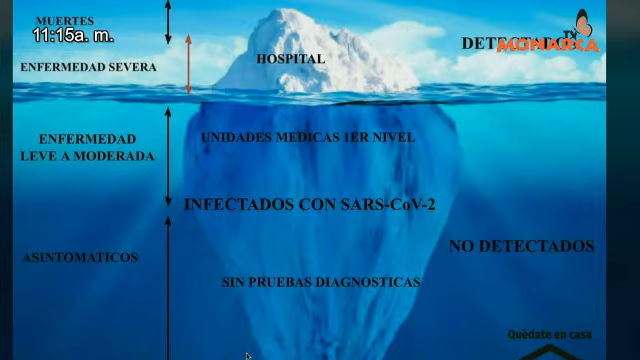 MUERTES
11:15a. m.
ENFERMEDAD SEVERA
HOSPITAL
TV
MONARCA
ENFERMEDAD
LEVE A MODERADA
UNIDADES MEDICAS 1ER NIVEL
INFECTADOS CON SARS-CoV-2
NO DETECTADOS
ASINTOMATICOS
SIN PRUEBAS DIAGNOSTICAS
Quédate en casa